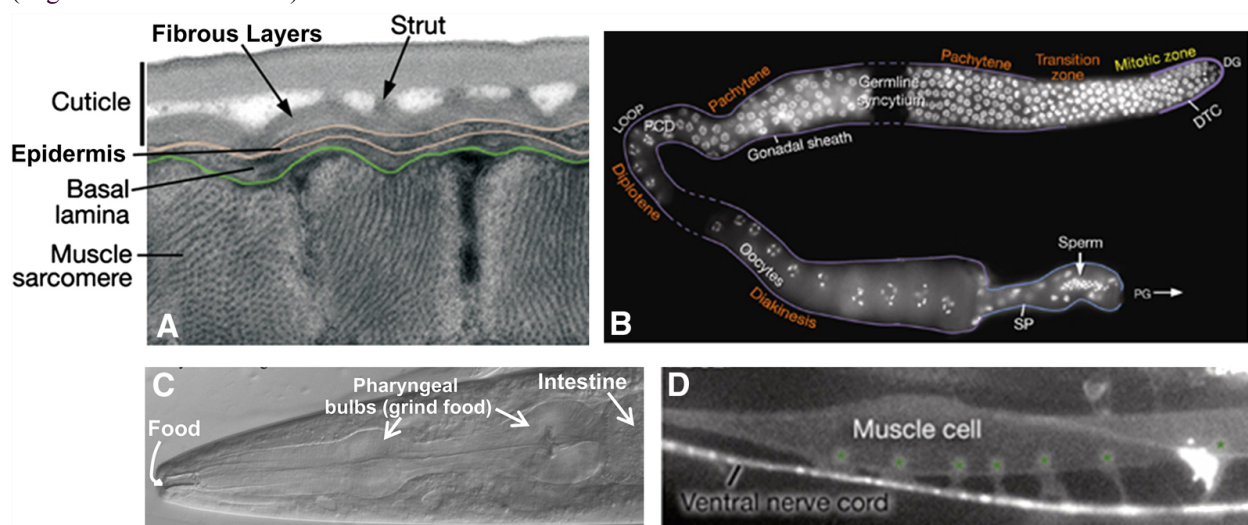 Fibrous Layers
Strut
Cuticle
Epidermis
Basal
lamina
Muscle
sarcomere
A
Pachytene
Transition
zone
Mitotic zone
DG
DTC
Germline
syncytium
Pachytene
LOOP
PCD
Gonadal sheath
Diplotene
Oocytes
Diakinesis
Sperm
SP
PG
B
C
Pharyngeal
bulbs (grind food)
Intestine
Food
D
Muscle cell
Ventral nerve cord